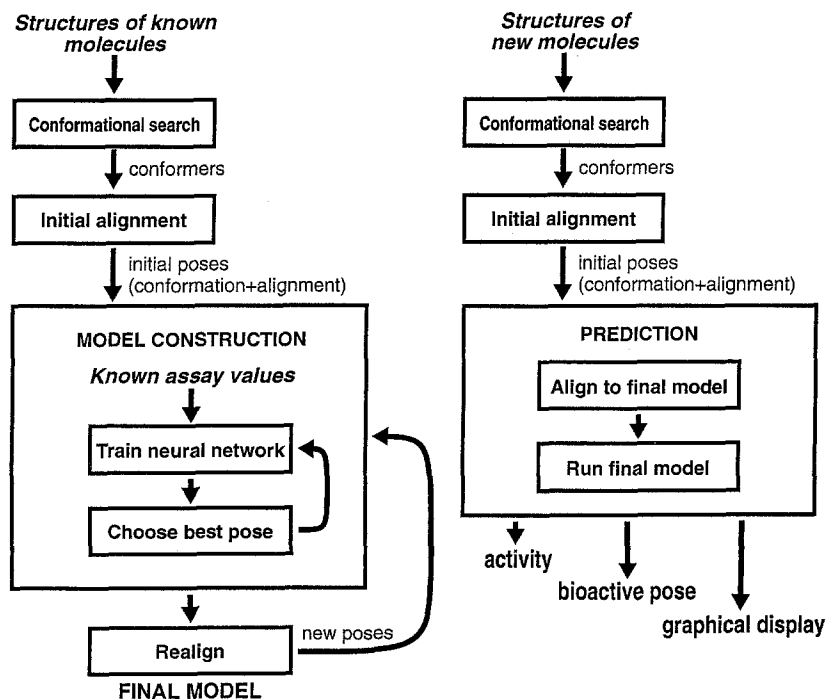 Structures of known
molecules
Conformational search
conformers
Initial alignment
initial poses
(conformation+alignment)
MODEL CONSTRUCTION
Known assay values
Train neural network
Choose best pose
Realign
new poses
FINAL MODEL
Structures of
new molecules
Conformational search
conformers
Initial alignment
initial poses
(conformation+alignment)
PREDICTION
Align to final model
Run final model
activity
bioactive pose
graphical display